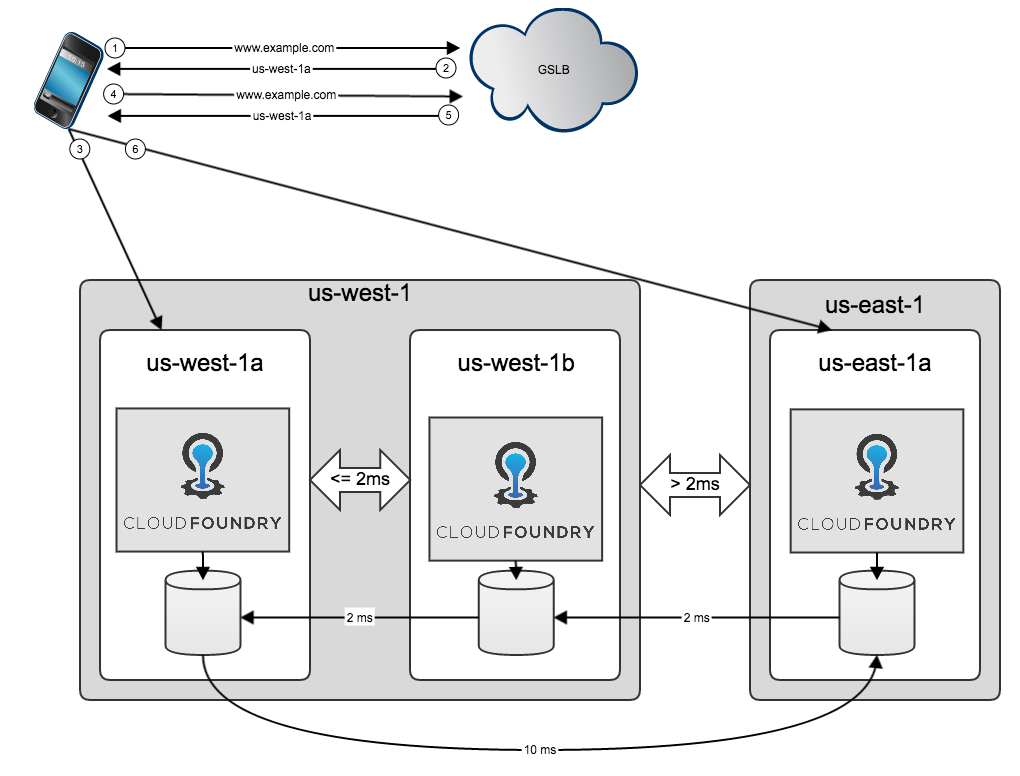 10:15
1
www.example.com
GSLB
us-west-1a
2
4
www.example.com
us-west-1a
5
3
6
us-west-1
us-east-1
us-west-1a
us-west-1b
us-east-1a
<= 2ms
> 2ms
CLOUDFOUNDRY
CLOUDFOUNDRY
CLOUDFOUNDRY
2 ms
2 ms
10 ms